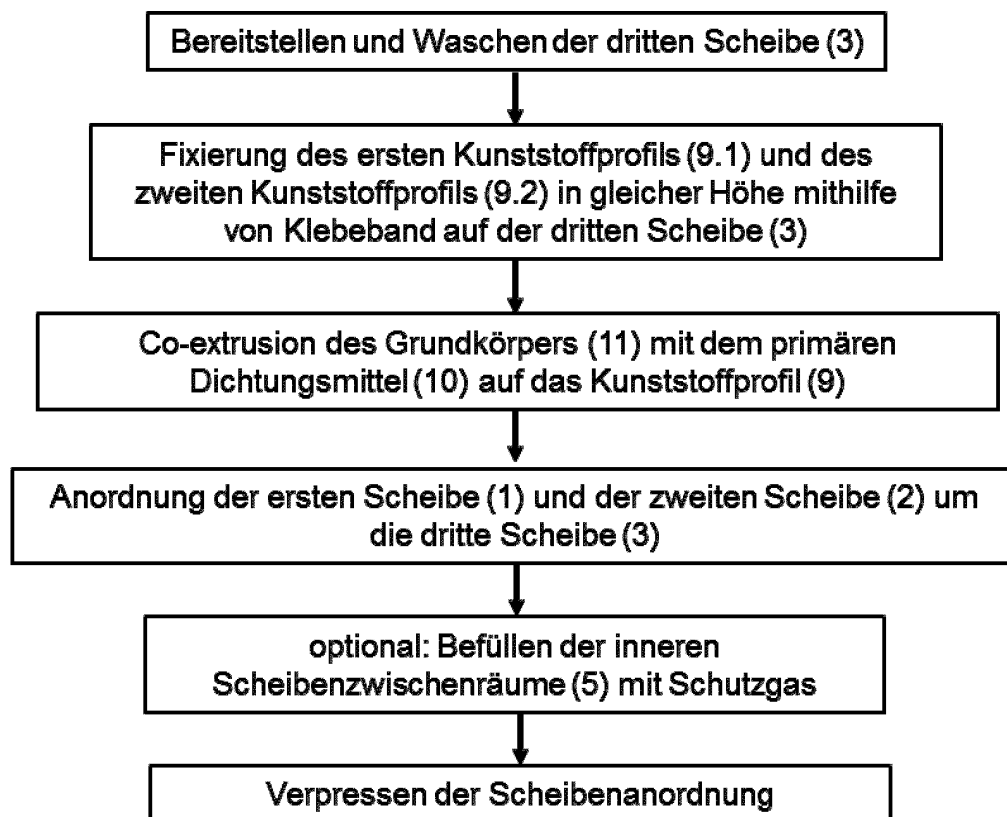 Bereitstellen und Waschen der dritten Scheibe (3)
Fixierung des ersten Kunststoffprofils (9.1) und des
zweiten Kunststoffprofils (9.2) in gleicher Höhe mithilfe
von Klebeband auf der dritten Scheibe (3)
Co-extrusion des Grundkörpers (11) mit dem primären
Dichtungsmittel (10) auf das Kunststoffprofil (9)
Anordnung der ersten Scheibe (1) und der zweiten Scheibe (2) um
die dritte Scheibe (3)
optional: Befüllen der inneren
Scheibenzwischenräume (5) mit Schutzgas
Verpressen der Scheibenanordnung